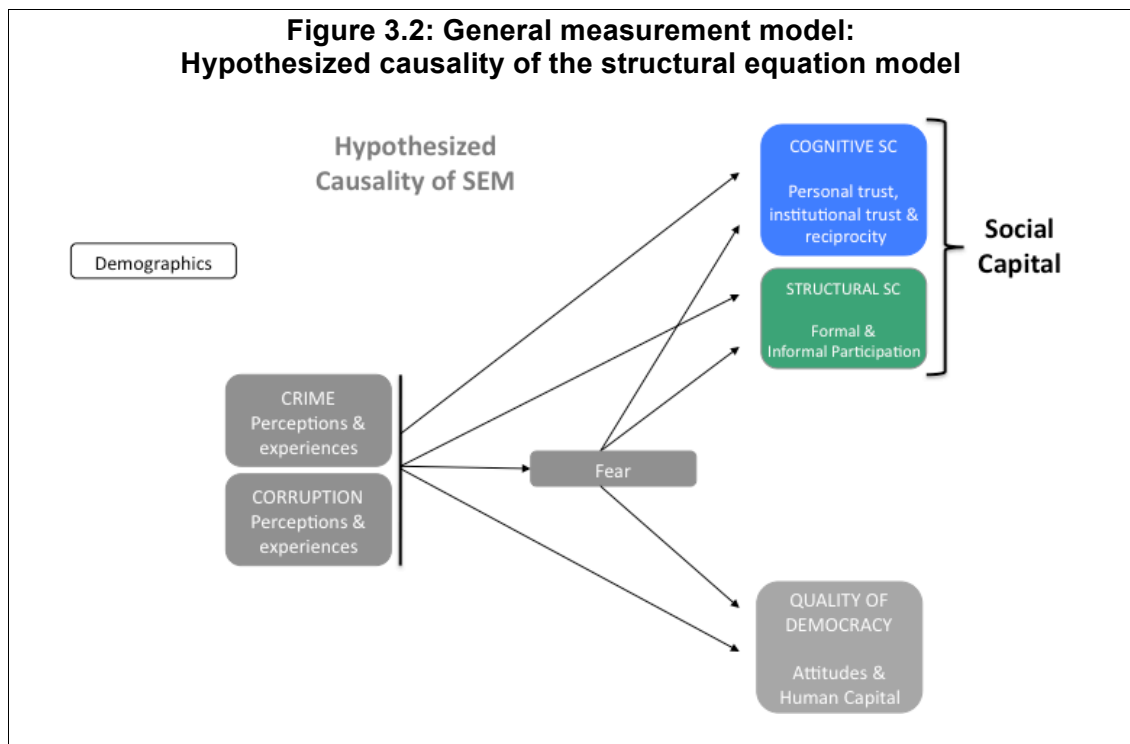 Figure 3.2: General measurement model:
Hypothesized causality of the structural equation model
Hypothesized
Causality of SEM
COGNITIVE SC
Personal trust,
institutional trust &
reciprocity
Social
Capital
Demographics
STRUCTURAL SC
Formal &
Informal Participation
CRIME
Perceptions &
experiences
Fear
CORRUPTION
Perceptions &
experiences
QUALITY OF
DEMOCRACY
Attitudes &
Human Capital